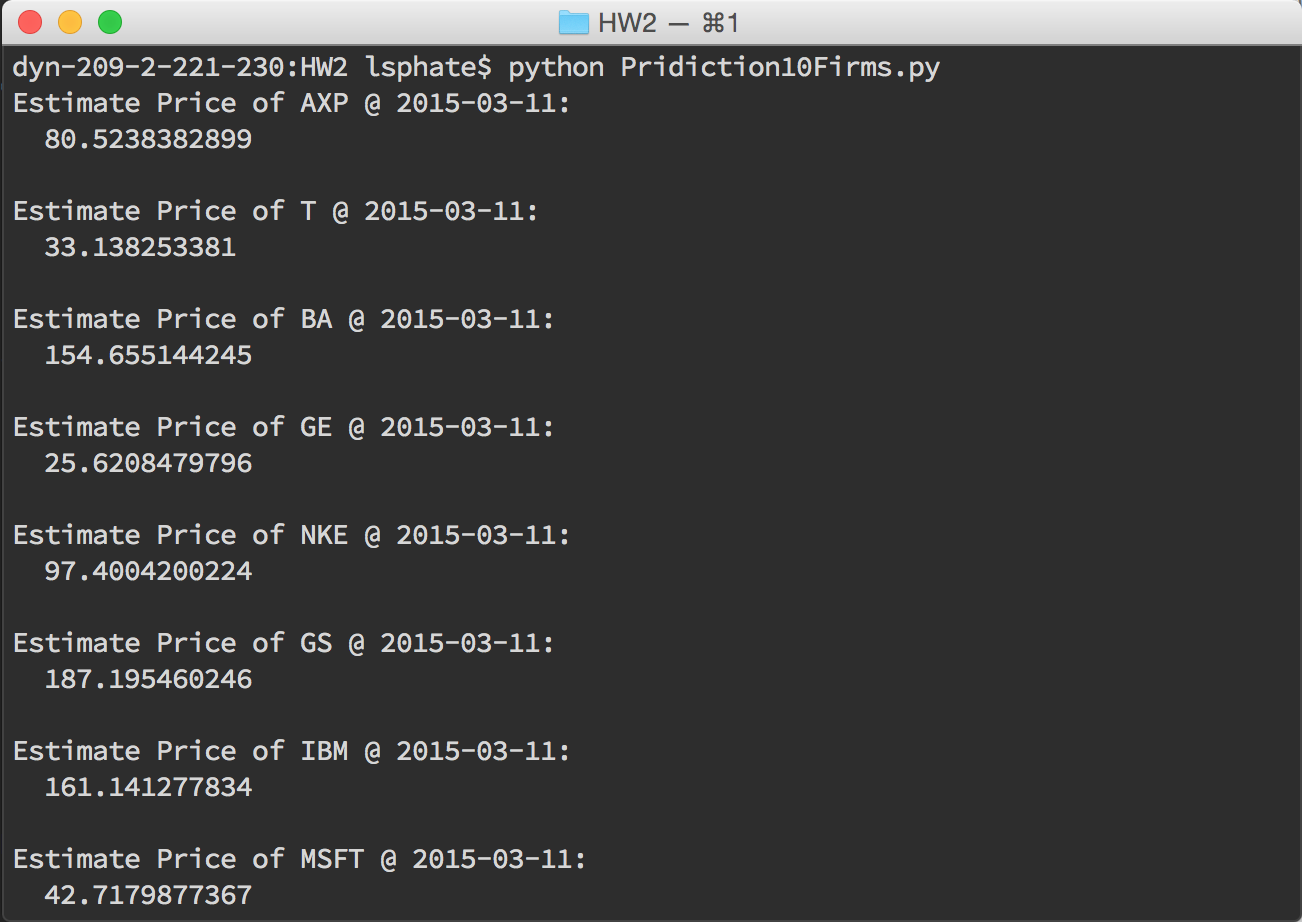 HW2 — ⌘1
dyn-209-2-221-230:HW2 lsphate$ python Pridiction10Firms.py
Estimate Price of AXP @ 2015-03-11:
80.5238382899
Estimate Price of T @ 2015-03-11:
33.138253381
Estimate Price of BA @ 2015-03-11:
154.655144245
Estimate Price of GE @ 2015-03-11:
25.6208479796
Estimate Price of NKE @ 2015-03-11:
97.4004200224
Estimate Price of GS @ 2015-03-11:
187.195460246
Estimate Price of IBM @ 2015-03-11:
161.141277834
Estimate Price of MSFT @ 2015-03-11:
42.7179877367